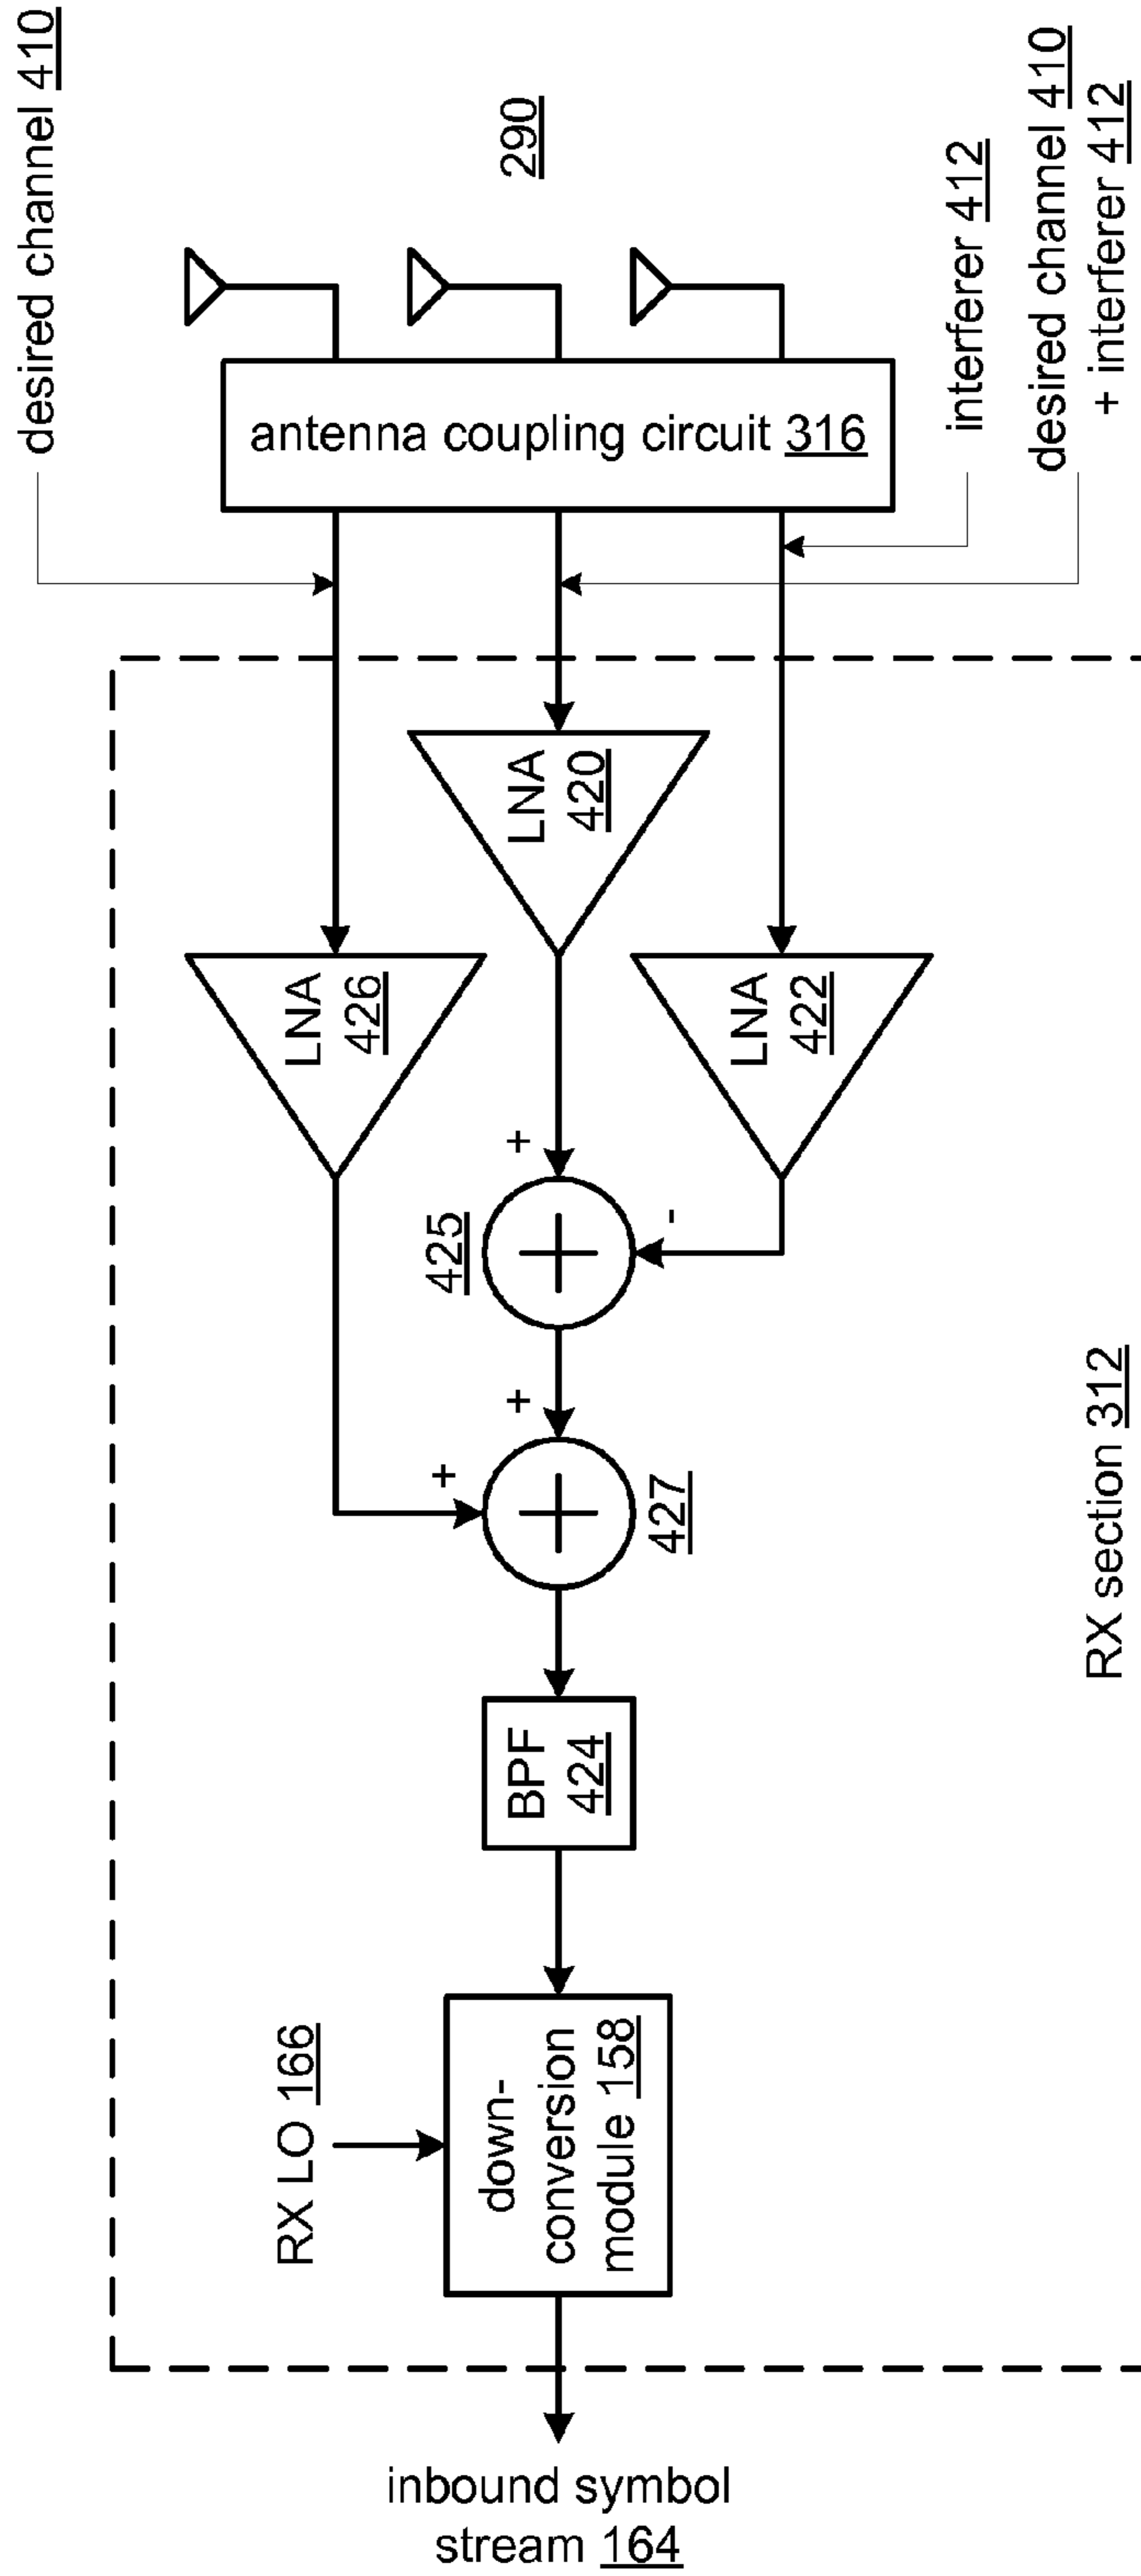 desired channel 410
290
antenna coupling circuit 316
interferer 412
desired channel 410
+ interferer 412
LNA
426
LNA
420
LNA
422
+
-
425
+
+
427
BPF
424
RX LO 166
down-
conversion
module 158
RX section 312
inbound symbol
stream 164